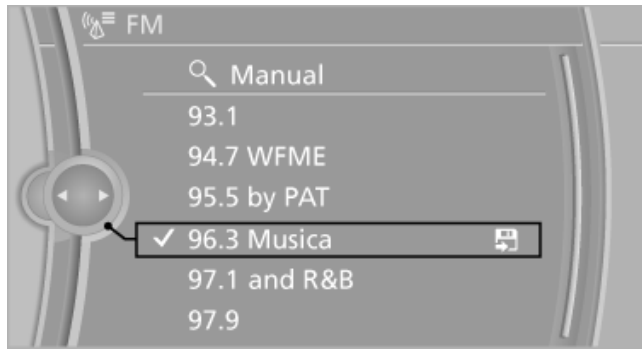 FM
Manual
93.1
94.7 WFME
95.5 by PAT
96.3 Musica
97.1 and R&B
97.9